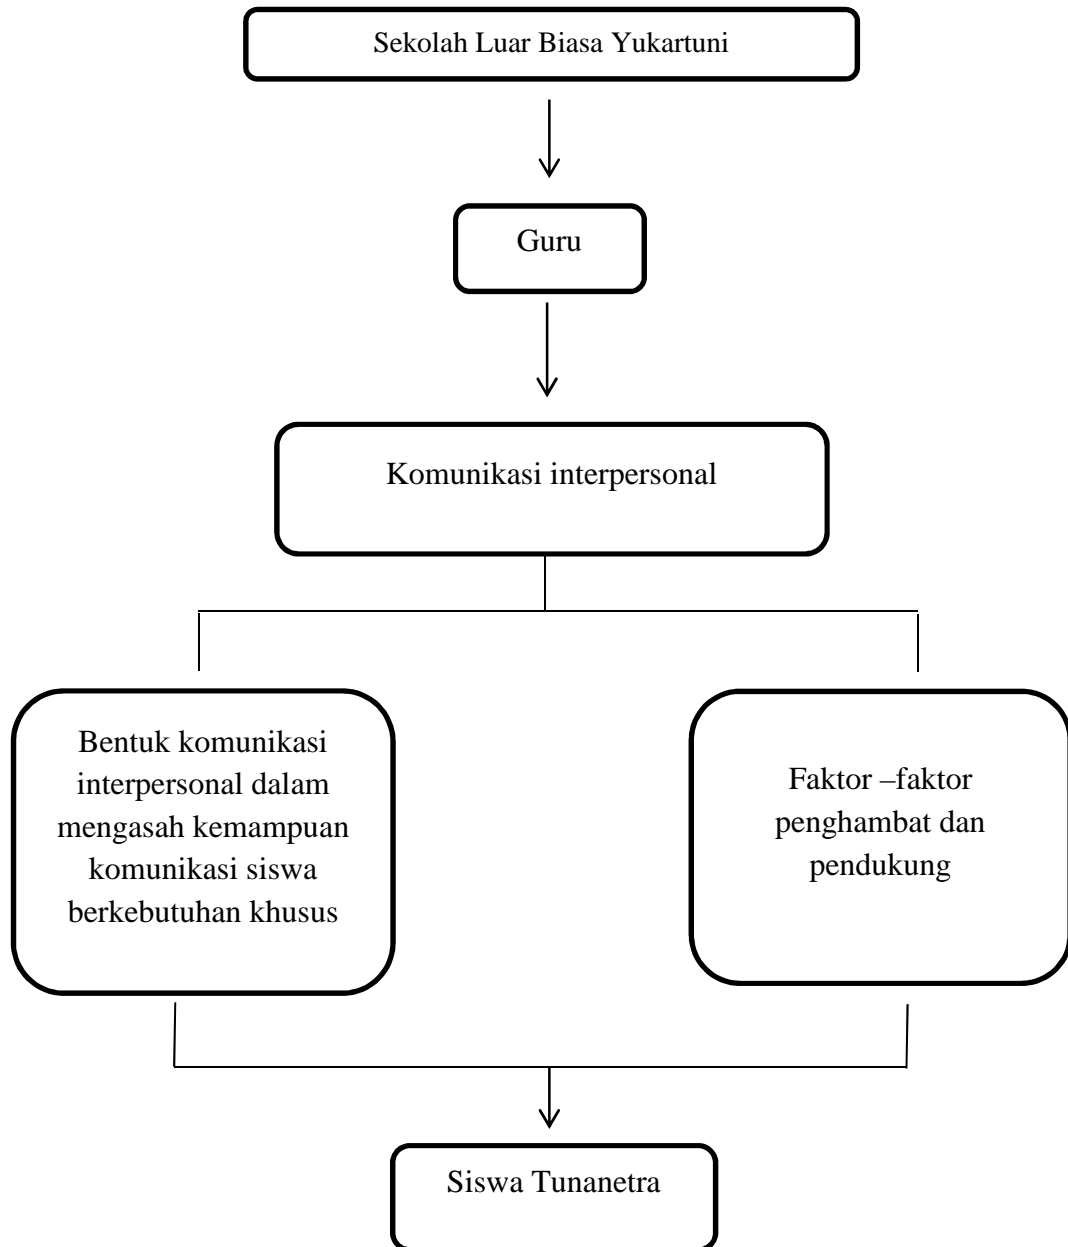 Sekolah Luar Biasa Yukartuni
Guru
Komunikasi interpersonal
Bentuk komunikasi
interpersonal dalam
mengasah kemampuan
komunikasi siswa
berkebutuhan khusus
Faktor –faktor
penghambat dan
pendukung
Siswa Tunanetra